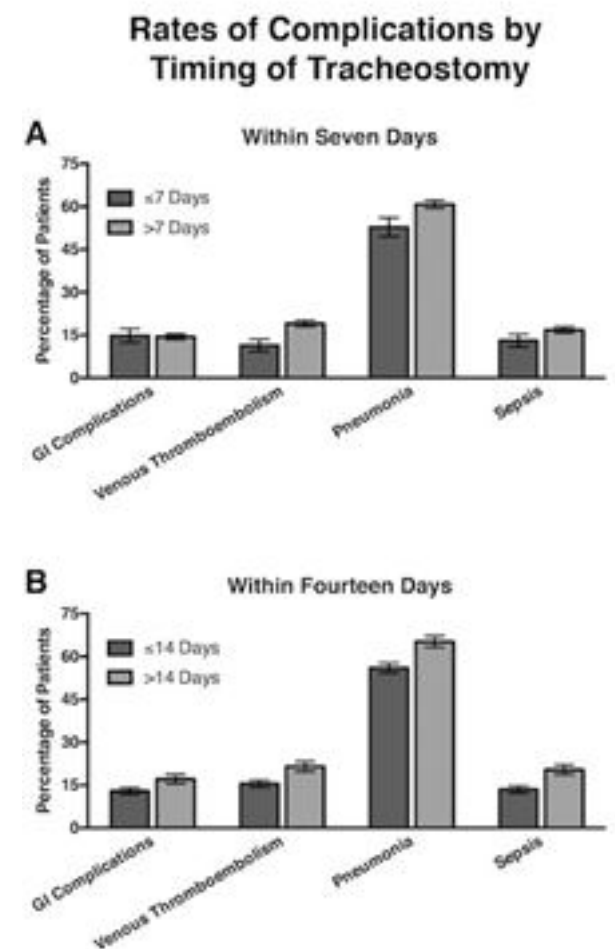 Rates of Complications by
Timing of Tracheostomy
A
Within Seven Days
Percentage of Patients
75
60
45
30
15
0
≤7 Days
>7 Days
GI Complications
Venous Thromboembolism
Pneumonia
Sepsis
B
Within Fourteen Days
Percentage of Patients
75
60
45
30
15
0
≤14 Days
>14 Days
GI Complications
Venous Thromboembolism
Pneumonia
Sepsis